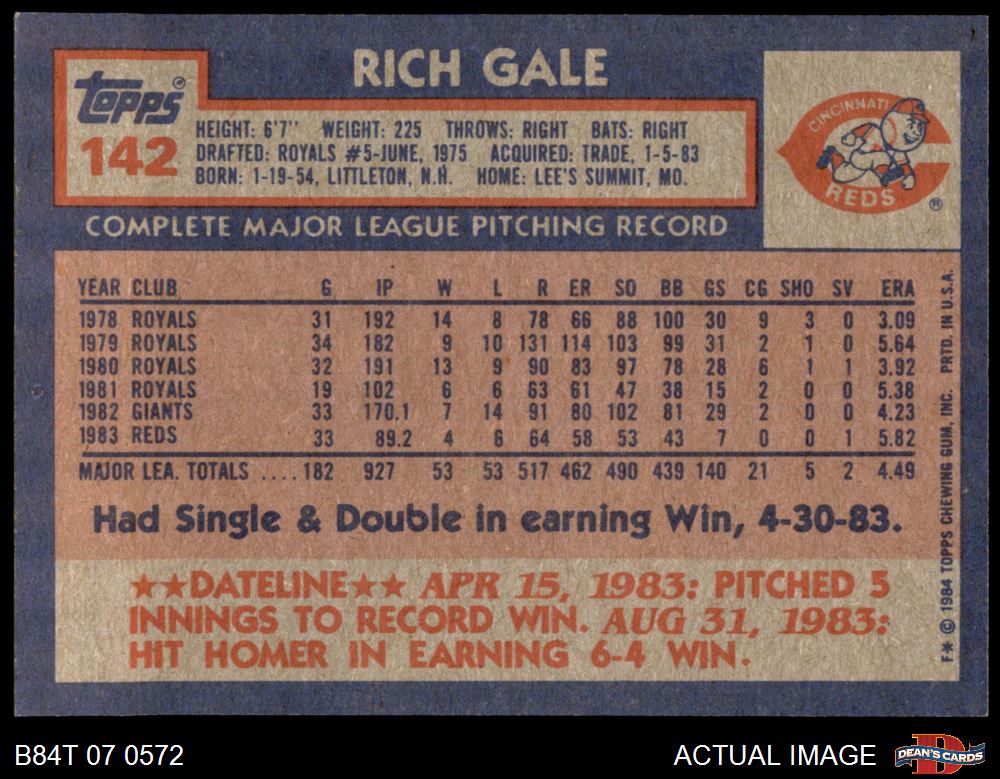 RICH GALE
Topps ®
142
HEIGHT: 6'7" WEIGHT: 225 THROWS: RIGHT BATS: RIGHT
DRAFTED: ROYALS #5-JUNE, 1975 ACQUIRED: TRADE, 1-5-83
BORN: 1-19-54, LITTLETON, N.H. HOME: LEE'S SUMMIT, MO.
CINCINNATI
REDS
®
COMPLETE MAJOR LEAGUE PITCHING RECORD
YEAR CLUB G IP W L R ER SO BB GS CG SHO SV ERA
1978 ROYALS 31 192 14 8 78 66 88 100 30 9 3 0 3.09
1979 ROYALS 34 182 9 10 131 114 103 99 31 2 1 0 5.64
1980 ROYALS 32 191 13 9 90 83 97 78 28 6 1 1 3.92
1981 ROYALS 19 102 6 6 63 61 47 38 15 2 0 0 5.38
1982 GIANTS 33 170.1 7 14 91 80 102 81 29 2 0 0 4.23
1983 REDS 33 89.2 4 6 64 58 53 43 7 0 0 1 5.82
MAJOR LEA. TOTALS .... 182 927 53 53 517 462 490 439 140 21 5 2 4.49
Had Single & Double in earning Win, 4-30-83.
★★DATELINE★★ APR 15, 1983: PITCHED 5
INNINGS TO RECORD WIN. AUG 31, 1983:
HIT HOMER IN EARNING 6-4 WIN.
F* © 1984 TOPPS CHEWING GUM, INC. PRTD. IN U.S.A.
B84T 07 0572
ACTUAL IMAGE
DEAN'S CARDS